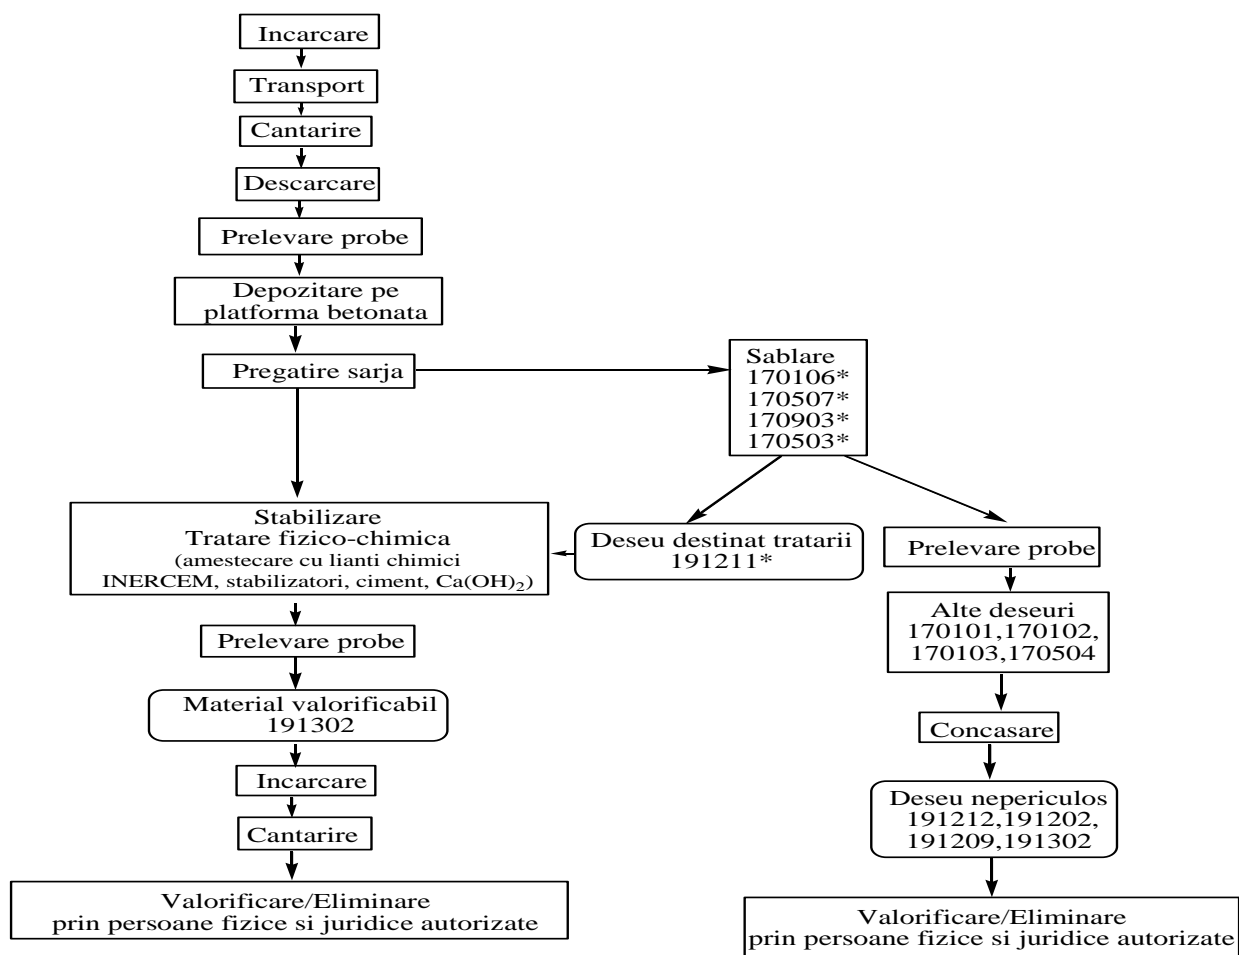 Incarcare
Transport
Cantarire
Descarcare
Prelevare probe
Depozitare pe
platforma betonata
Pregatire sarja
Sablare
170106*
170507*
170903*
170503*
Stabilizare
Tratare fizico-chimica
(amestecare cu lianti chimici
INERCEM, stabilizatori, ciment, Ca(OH)₂)
Deseu destinat tratarii
191211*
Prelevare probe
Alte deseuri
170101,170102,
170103,170504
Prelevare probe
Material valorificabil
191302
Concasare
Incarcare
Deseu nepericulos
191212,191202,
191209,191302
Cantarire
Valorificare/Eliminare
prin persoane fizice si juridice autorizate
Valorificare/Eliminare
prin persoane fizice si juridice autorizate